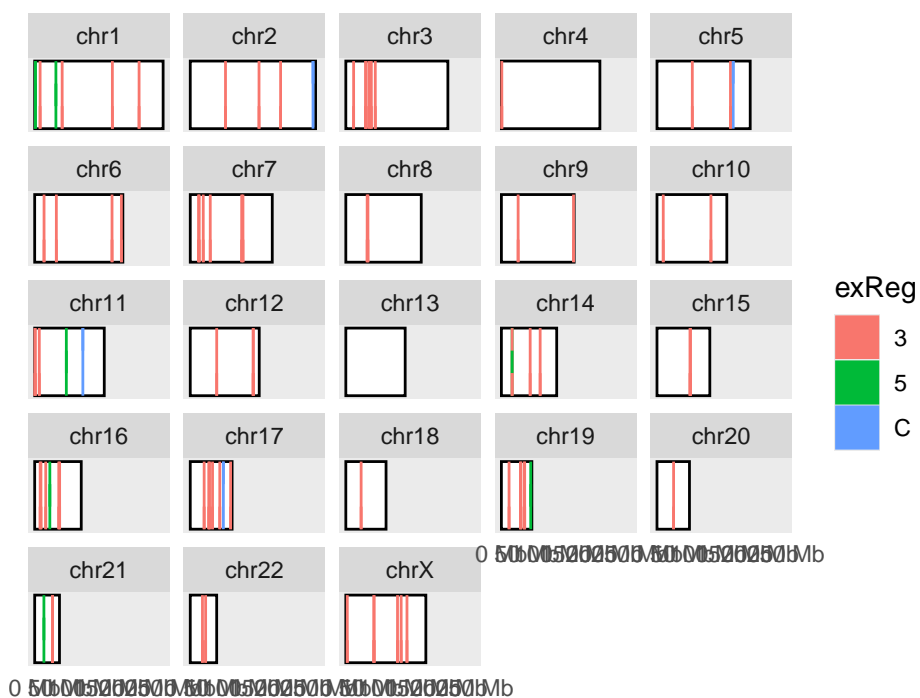 chr1 chr2 chr3 chr4 chr5
chr6 chr7 chr8 chr9 chr10
exReg
3
chr11 chr12 chr13 chr14 chr15
5
C
chr16 chr17 chr18 chr19 chr20
chr21 chr22 chrX